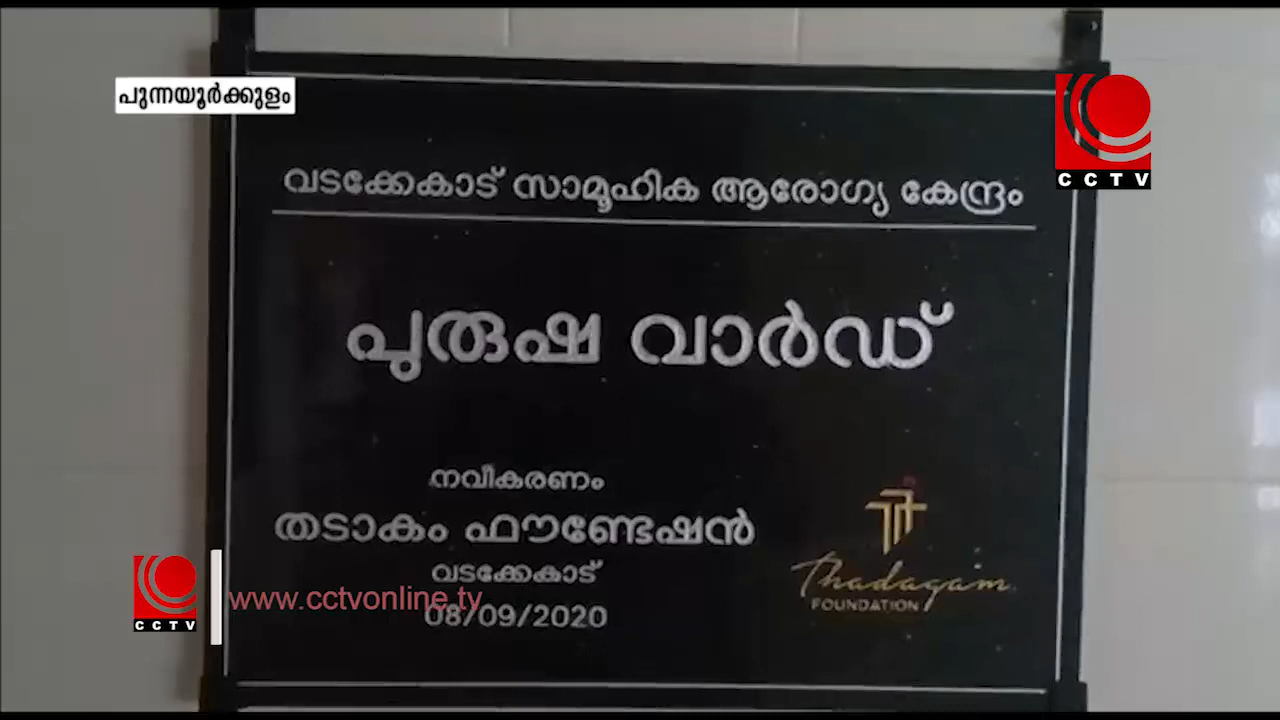 പുന്നയൂർക്കുളം
CCTV
വടക്കേകാട് സാമൂഹിക ആരോഗ്യ കേന്ദ്രം
പുരുഷ വാർഡ്
നവീകരണം
തടാകം ഫൗണ്ടേഷൻ
വടക്കേകാട്
08/09/2020
Thadagam
FOUNDATION
CCTV
www.cctvonline.tv